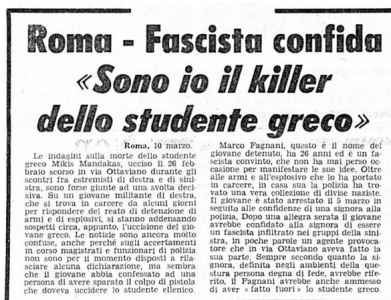 Roma - Fascista confida
«Sono io il killer
dello studente greco»
Roma, 10 marzo.
Le indagini sulla morte dello studente
greco Mikis Mandakas, ucciso il 26 feb-
braio scorso in via Ottaviano durante gli
scontri fra estremisti di destra e di sini-
stra, sono forse giunte ad una svolta deci-
siva. Su un giovane militante di destra,
che si trova in carcere da alcuni giorni
per rispondere del reato di detenzione di
armi e di esplosivi, si stanno addensando
sospetti circa, appunto, l'uccisione del gio-
vane greco. Le notizie sono ancora molto
confuse, anche perché sugli accertamenti
in corso magistrati e funzionari di polizia
non sono per il momento disposti a rila-
sciare alcuna dichiarazione, ma sembra
che il giovane abbia confessato ad una
persona di avere sparato il colpo di pistola
che doveva uccidere lo studente ellenico.
Marco Fagnani, questo è il nome del
giovane detenuto, ha 26 anni ed è un fa-
scista convinto, che non ha mai perso oc-
casione per manifestare le sue idee. Oltre
alle armi e all'esplosivo che lo ha portato
in carcere, in casa sua la polizia ha trova-
to una vera collezione di divise naziste.
Il giovane è stato arrestato il 5 marzo in
seguito alle confidenze di una signora alla
polizia. Dopo una allegra serata il giovane
avrebbe confidato alla signora di essere
un fascista infiltrato nei gruppi della sini-
stra, in poche parole un agente provoca-
tore che in via Ottaviano aveva fatto la
sua parte. Sempre secondo quanto la si-
gnora, definita negli ambienti della que-
stura persona degna di fede, avrebbe rife-
rito, il Fagnani avrebbe anche ammesso
di aver «fatto fuori» lo studente greco.